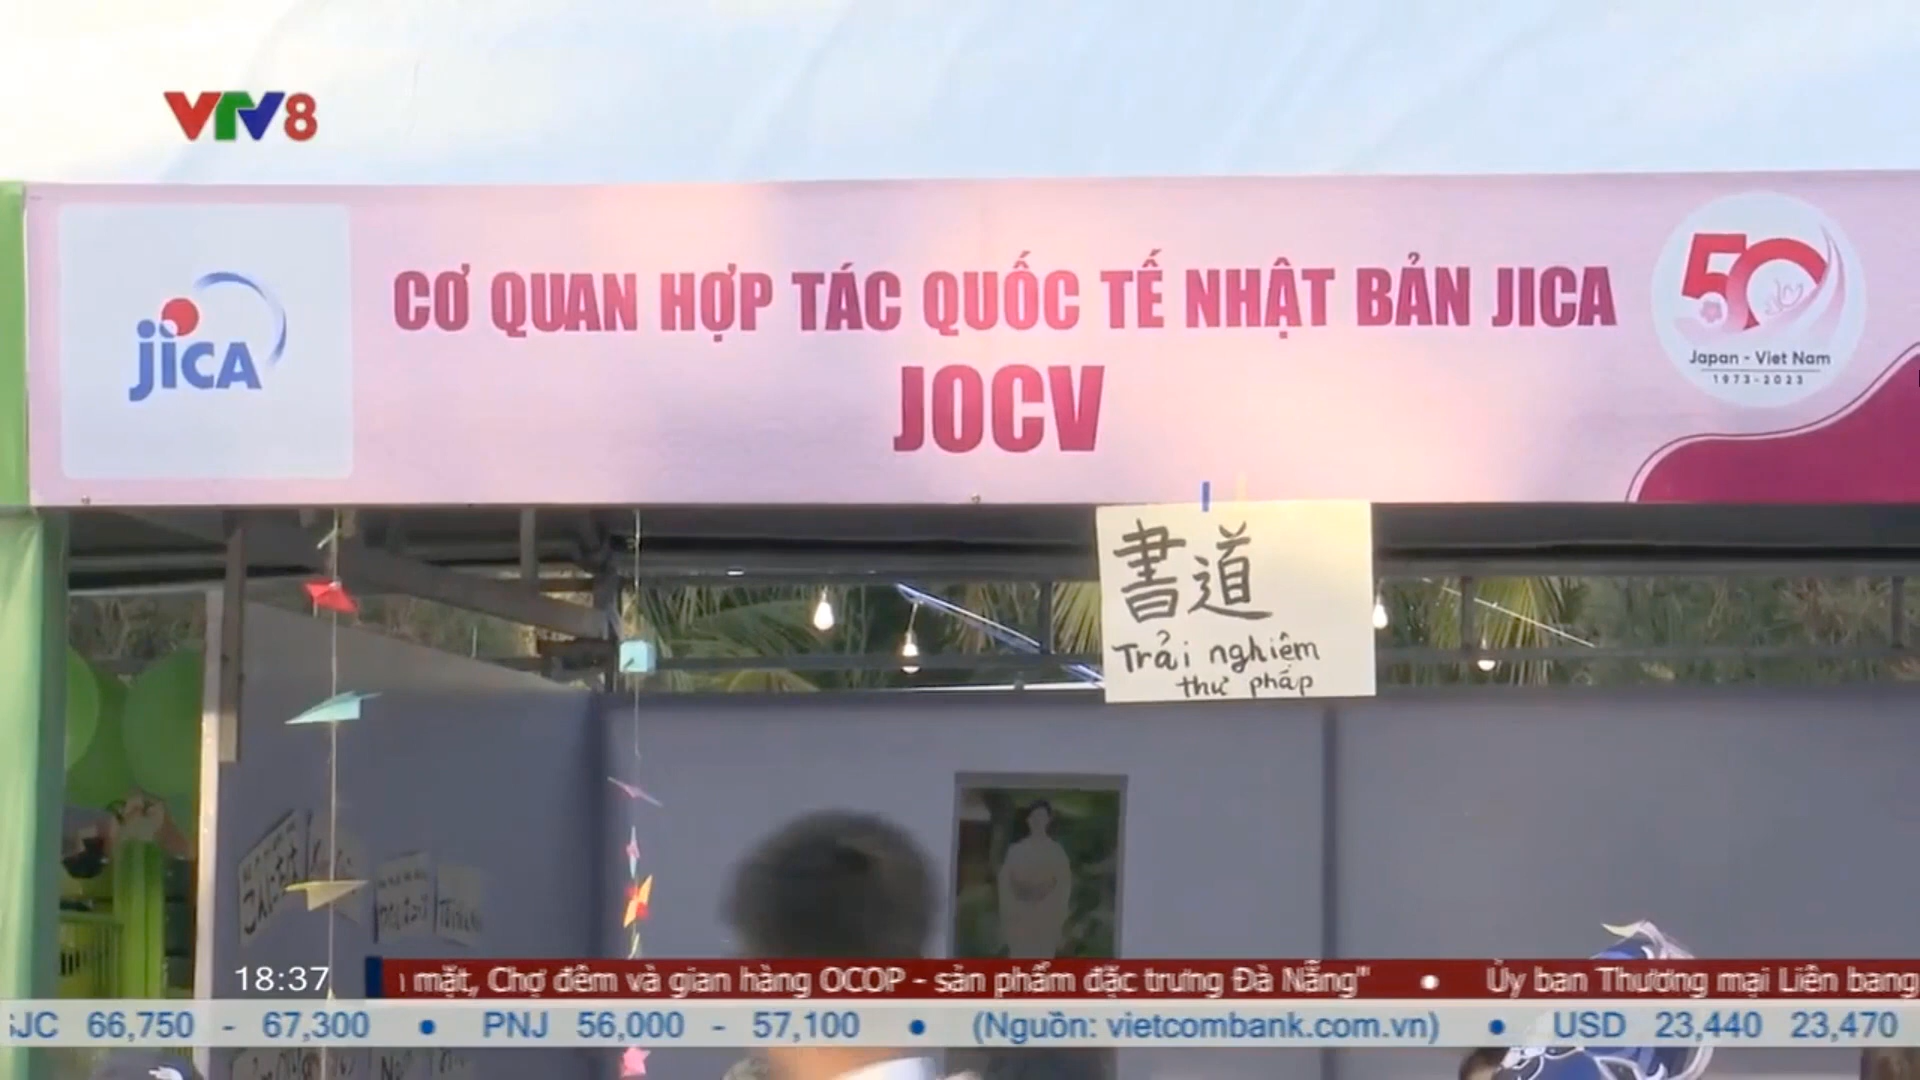 VTV8
jica
CƠ QUAN HỢP TÁC QUỐC TẾ NHẬT BẢN JICA
JOCV
50
Japan - Viet Nam
1973-2023
書道
Trải nghiệm
thư pháp
18:37
mặt, Chợ đêm và gian hàng OCOP - sản phẩm đặc trưng Đà Nẵng" • Ủy ban Thương mại Liên bang
SJC 66,750 - 67,300 • PNJ 56,000 - 57,100 • (Nguồn: vietcombank.com.vn) • USD 23,440 23,470